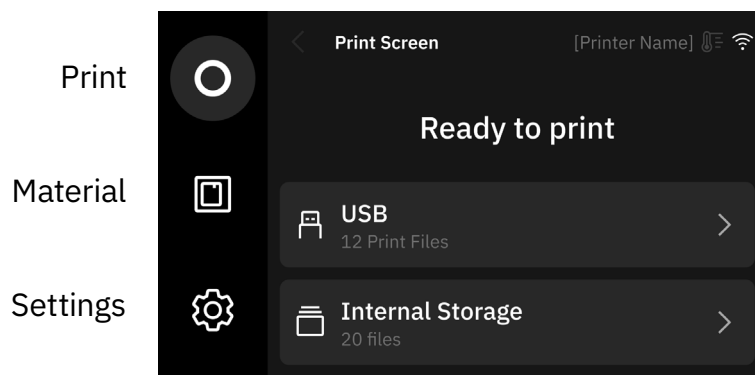 Print
Material
Settings
Print Screen
[Printer Name]
Ready to print
USB
12 Print Files
Internal Storage
20 files